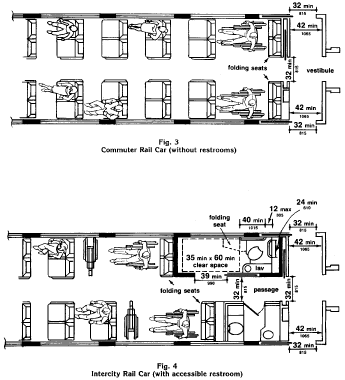 32 min
815
42 min
1065
folding seats
32 min
815
vestibule
42 min
1065
32 min
815
Fig. 3
Commuter Rail Car (without restrooms)
24 min
610
12 max
305
40 min
1015
32 min
815
folding
seat
42 min
1065
35 min x 60 min
clear space
lav
39 min
990
folding seats
32 min
815
passage
32 min
815
42 min
1065
32 min
815
Fig. 4
Intercity Rail Car (with accessible restroom)